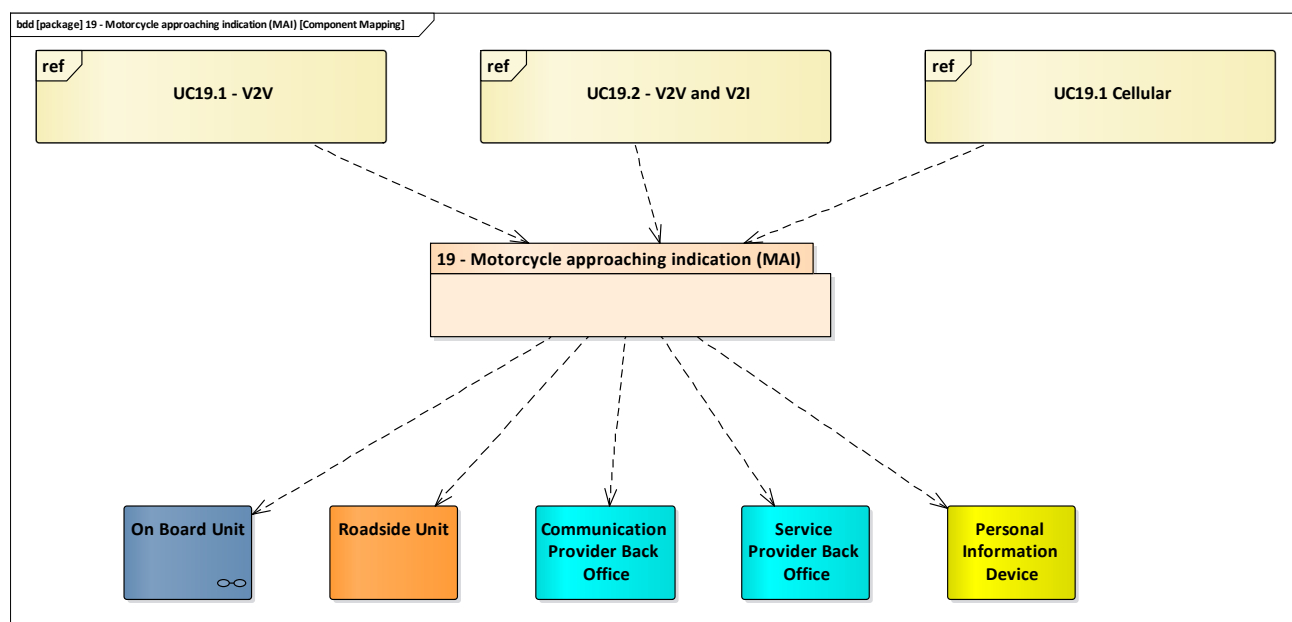 bdd [package] 19 - Motorcycle approaching indication (MAI) [Component Mapping]
ref
UC19.1 - V2V
ref
UC19.2 - V2V and V2I
ref
UC19.1 Cellular
19 - Motorcycle approaching indication (MAI)
On Board Unit
Roadside Unit
Communication
Provider Back
Office
Service
Provider Back
Office
Personal
Information
Device